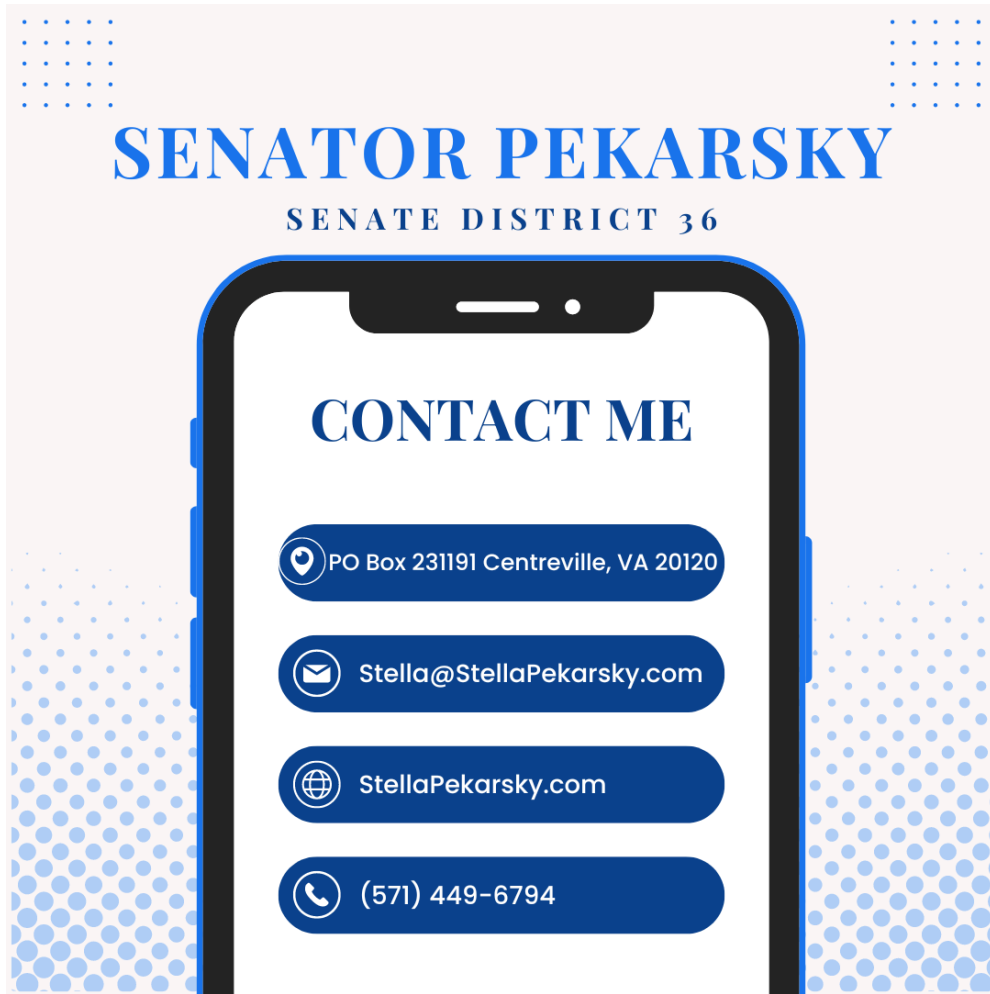 SENATOR PEKARSKY
SENATE DISTRICT 36
CONTACT ME
PO Box 231191 Centreville, VA 20120
Stella@StellaPekarsky.com
StellaPekarsky.com
(571) 449-6794